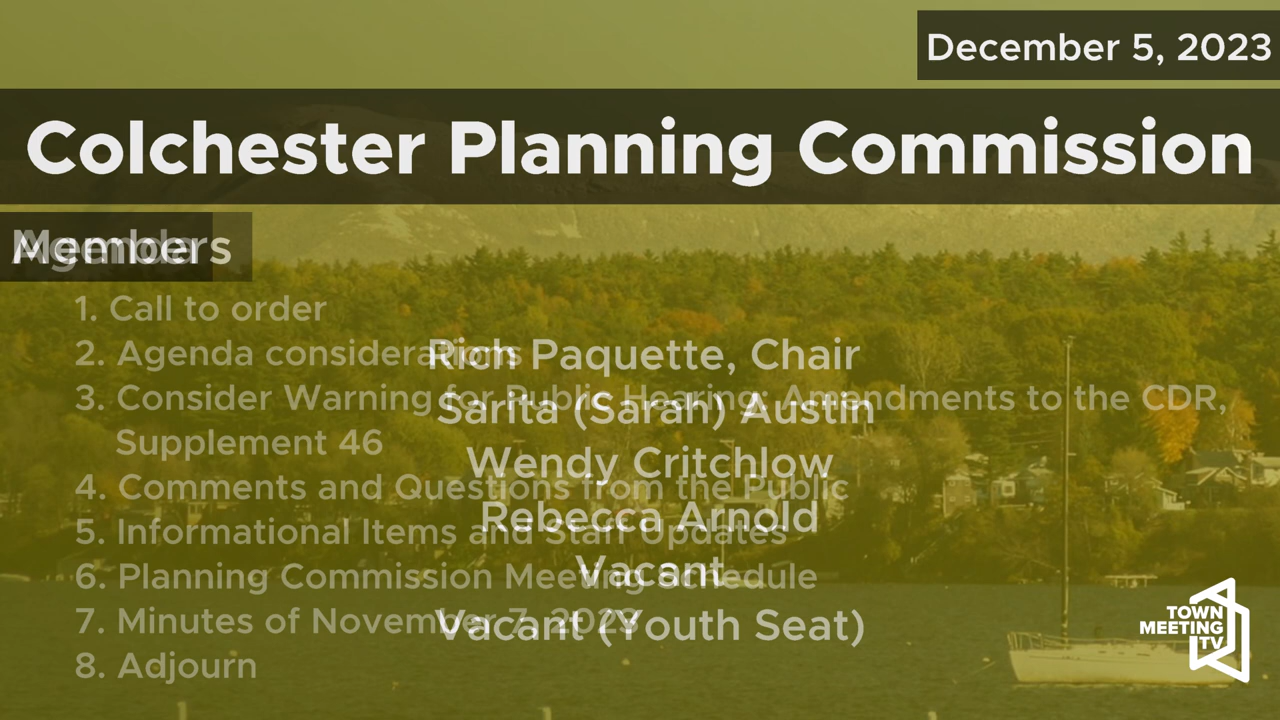 December 5, 2023
Colchester Planning Commission
Agenda
Members
1. Call to order
2. Agenda considerations
3. Consider Warning for Public Hearing: Amendments to the CDR,
Supplement 46
4. Comments and Questions from the Public
5. Informational Items and Staff Updates
6. Planning Commission Meeting Schedule
7. Minutes of November 7, 2023
8. Adjourn
Rich Paquette, Chair
Sarita (Sarah) Austin
Wendy Critchlow
Rebecca Arnold
Vacant
Vacant (Youth Seat)
TOWN
MEETING
TV